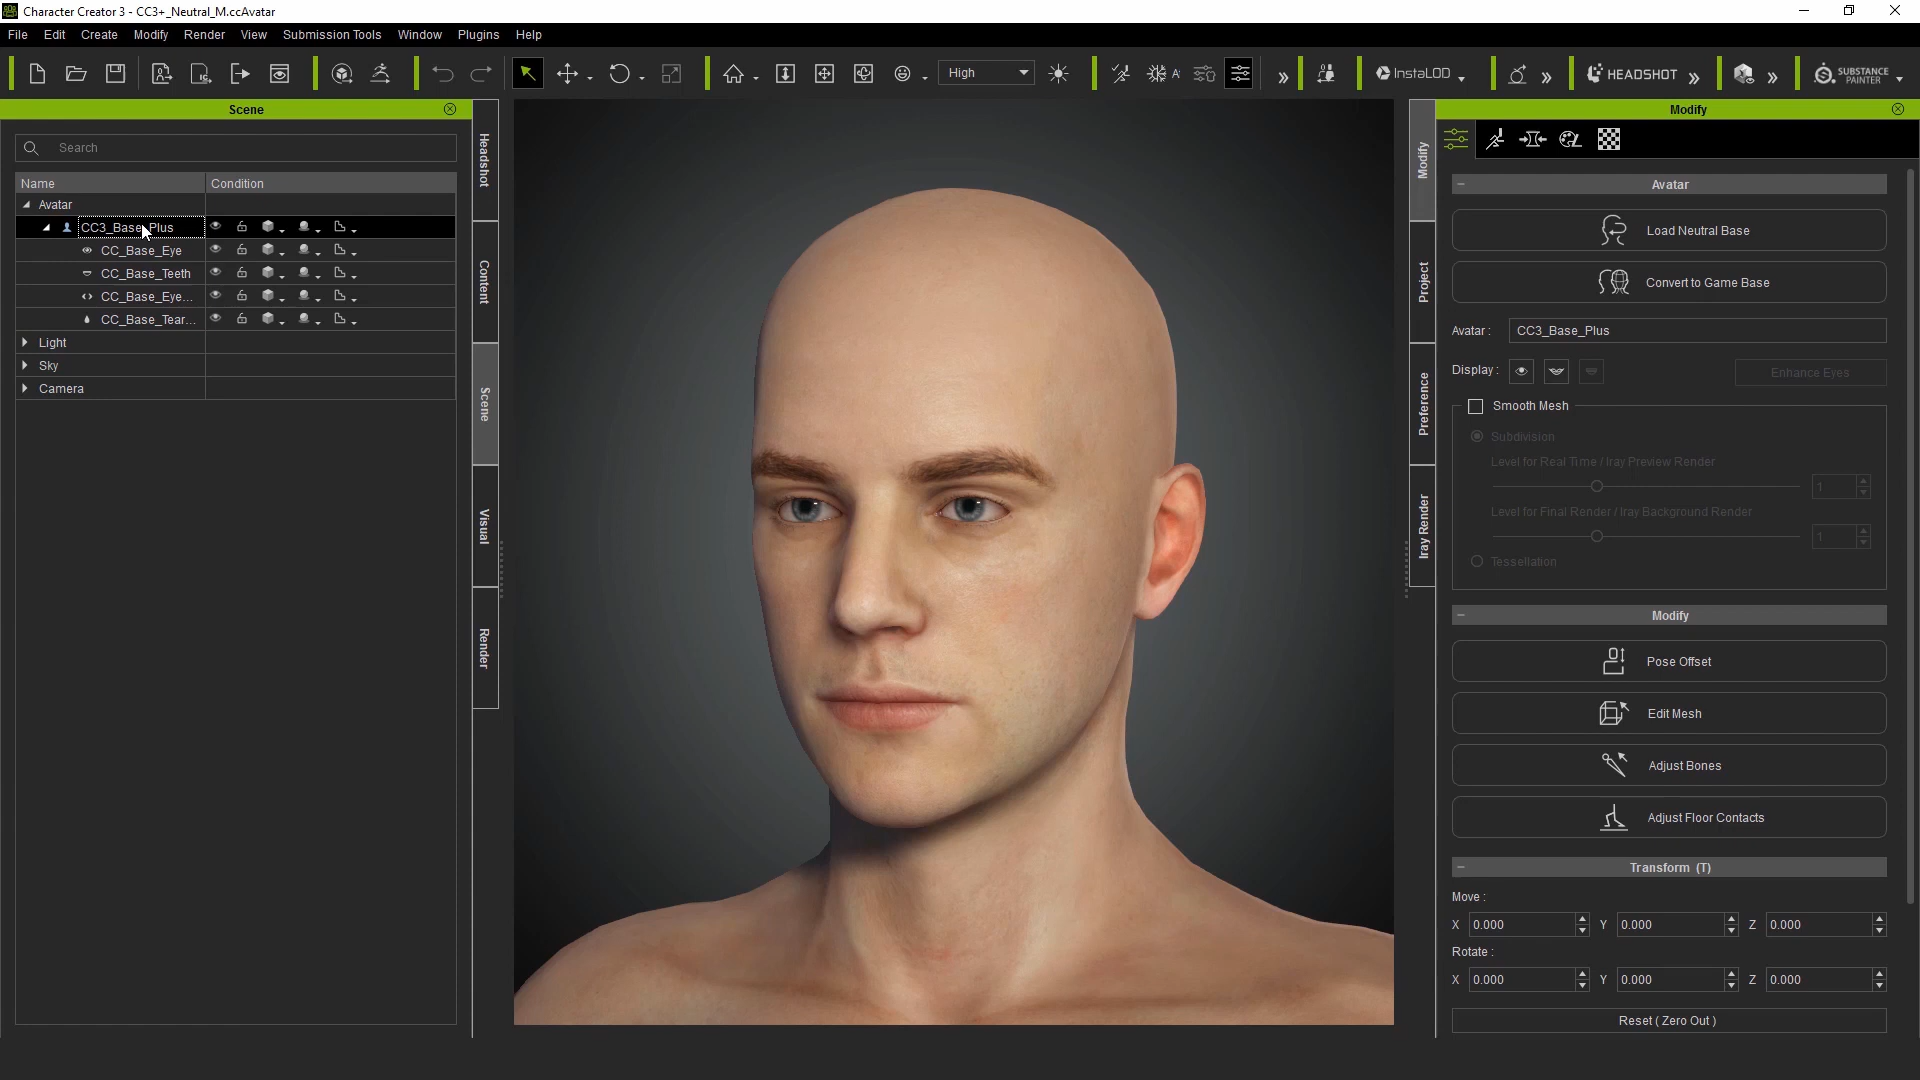 Character Creator 3 - CC3+_Neutral_M.ccAvatar
File Edit Create Modify Render View Submission Tools Window Plugins Help
High
InstaLOD
HEADSHOT
SUBSTANCE PAINTER
Scene
Search
Name Condition
Avatar
CC3_Base_Plus
CC_Base_Eye
CC_Base_Teeth
CC_Base_Eye...
CC_Base_Tear...
Light
Sky
Camera
Headshot
Content
Scene
Visual
Render
Modify
Project
Preference
Iray Render
Modify
Avatar
Load Neutral Base
Convert to Game Base
Avatar : CC3_Base_Plus
Display : Enhance Eyes
Smooth Mesh
Subdivision
Level for Real Time / Iray Preview Render
1
Level for Final Render / Iray Background Render
1
Tessellation
Modify
Pose Offset
Edit Mesh
Adjust Bones
Adjust Floor Contacts
Transform (T)
Move :
X 0.000 Y 0.000 Z 0.000
Rotate :
X 0.000 Y 0.000 Z 0.000
Reset ( Zero Out )